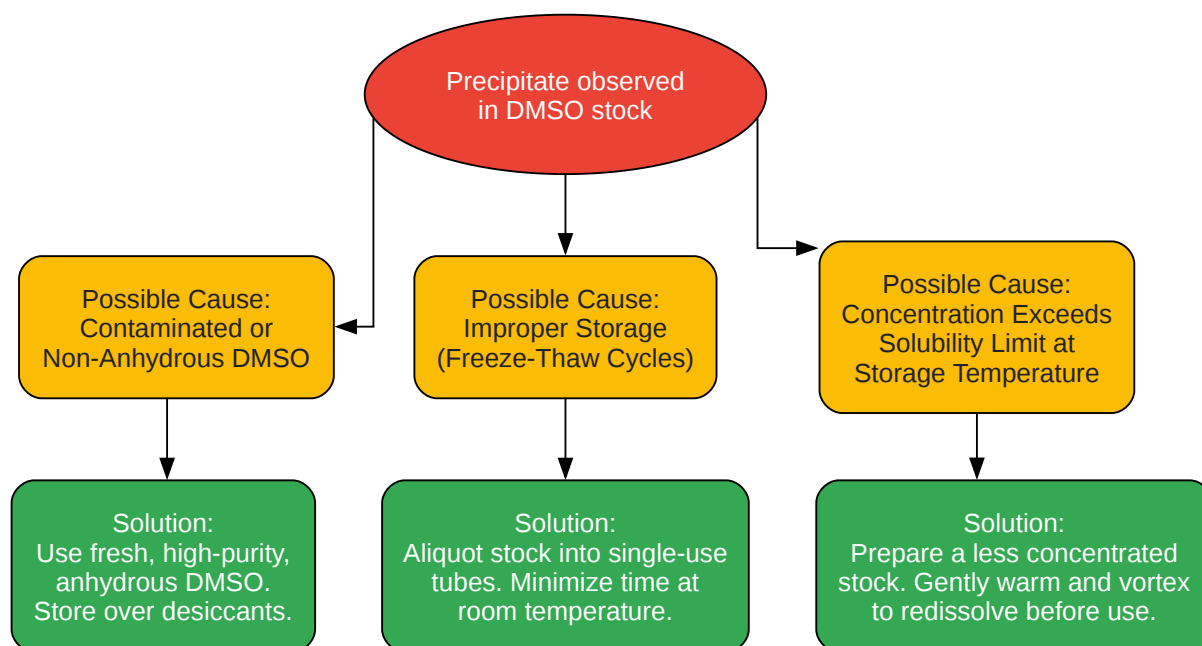 Precipitate observed
in DMSO stock
Possible Cause:
Contaminated or
Non-Anhydrous DMSO
Possible Cause:
Improper Storage
(Freeze-Thaw Cycles)
Possible Cause:
Concentration Exceeds
Solubility Limit at
Storage Temperature
Solution:
Use fresh, high-purity,
anhydrous DMSO.
Store over desiccants.
Solution:
Aliquot stock into single-use
tubes. Minimize time at
room temperature.
Solution:
Prepare a less concentrated
stock. Gently warm and vortex
to redissolve before use.